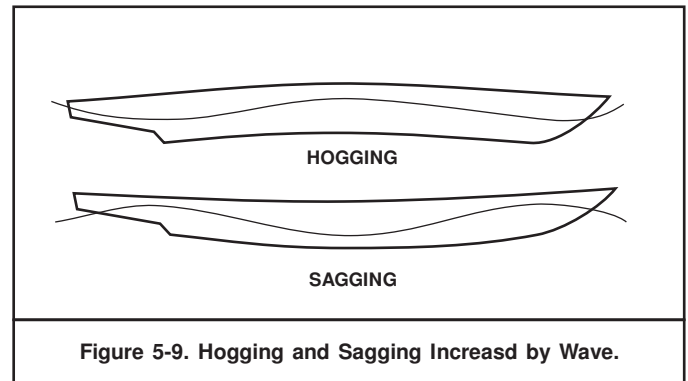 HOGGING
SAGGING
Figure 5-9. Hogging and Sagging Increasd by Wave.